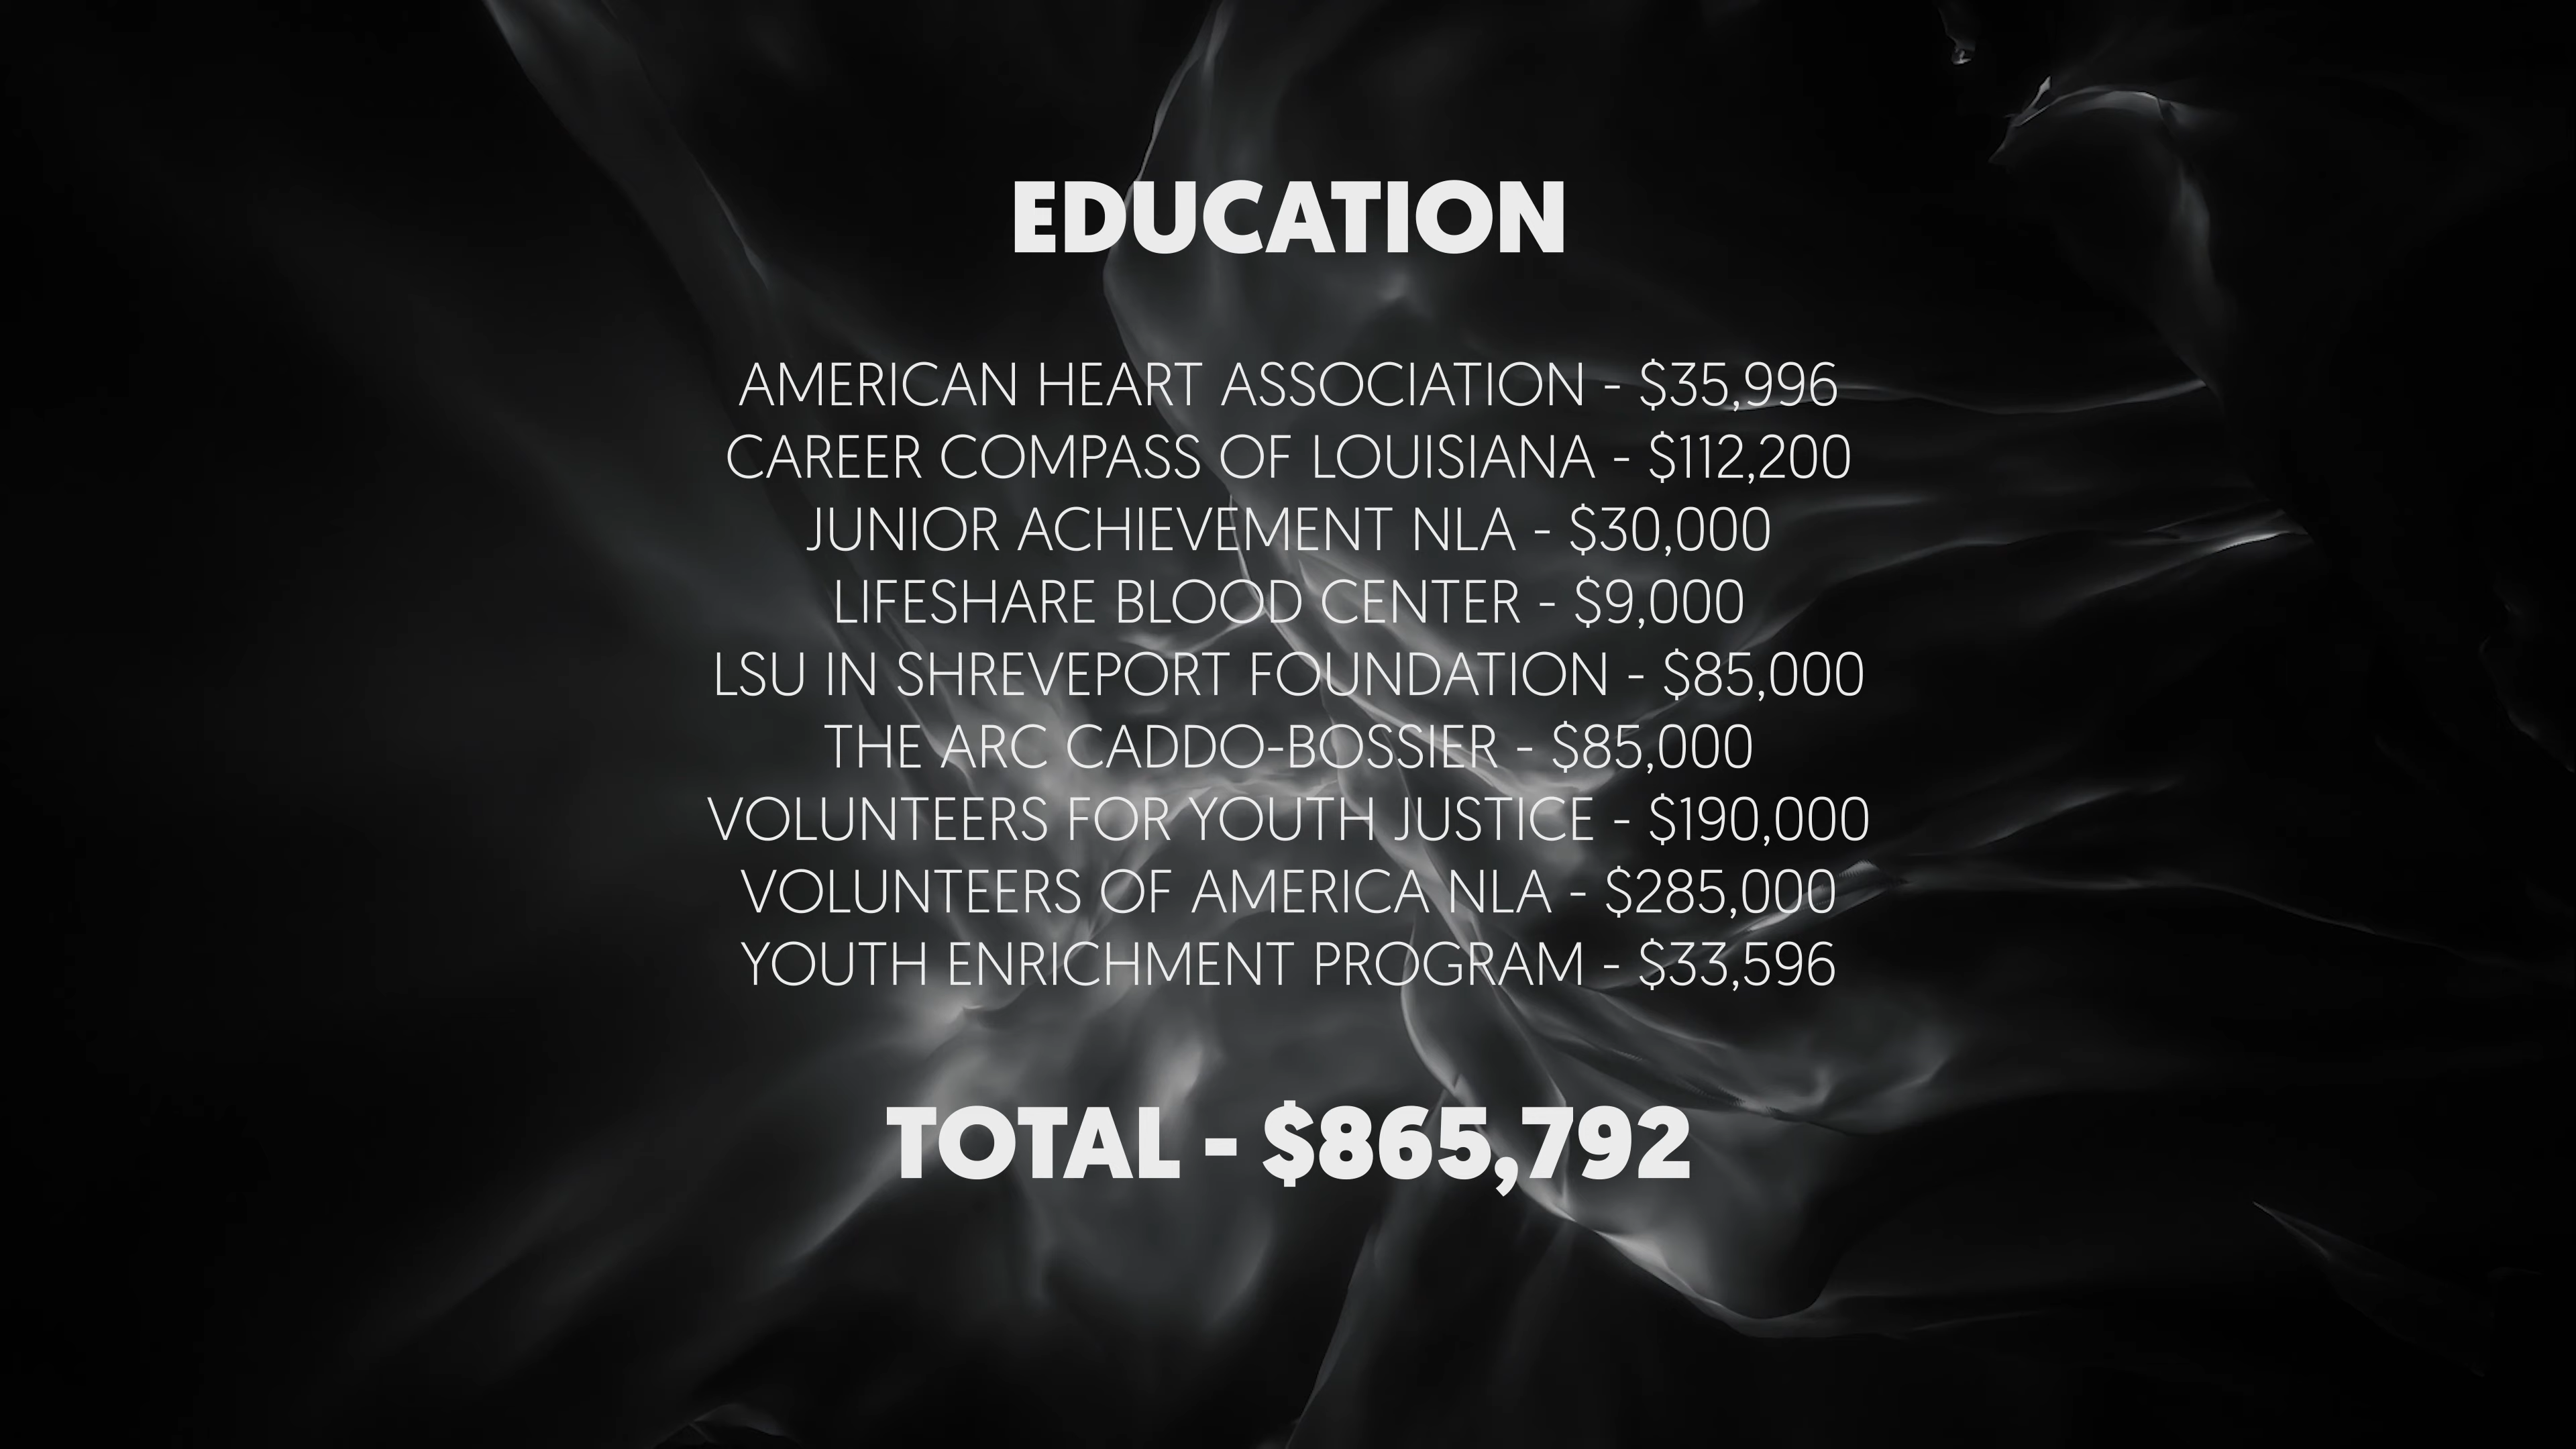 EDUCATION
AMERICAN HEART ASSOCIATION - $35,996
CAREER COMPASS OF LOUISIANA - $112,200
JUNIOR ACHIEVEMENT NLA - $30,000
LIFESHARE BLOOD CENTER - $9,000
LSU IN SHREVEPORT FOUNDATION - $85,000
THE ARC CADDO-BOSSIER - $85,000
VOLUNTEERS FOR YOUTH JUSTICE - $190,000
VOLUNTEERS OF AMERICA NLA - $285,000
YOUTH ENRICHMENT PROGRAM - $33,596
TOTAL - $865,792